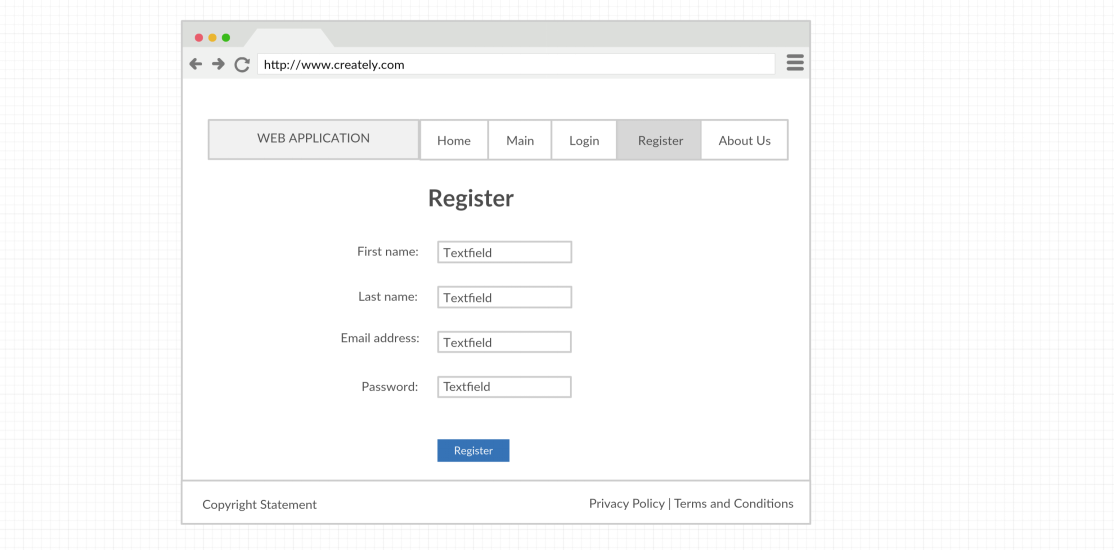 http://www.creately.com
WEB APPLICATION Home Main Login Register About Us
Register
First name: Textfield
Last name: Textfield
Email address: Textfield
Password: Textfield
Register
Copyright Statement Privacy Policy | Terms and Conditions